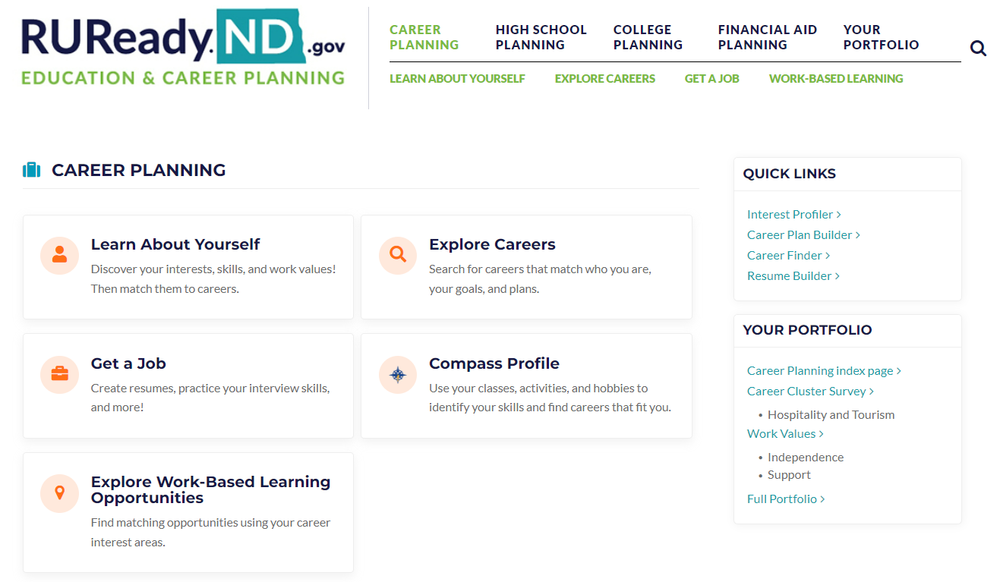 RUReady.ND.gov
EDUCATION & CAREER PLANNING
CAREER
PLANNING
HIGH SCHOOL
PLANNING
COLLEGE
PLANNING
FINANCIAL AID
PLANNING
YOUR
PORTFOLIO
LEARN ABOUT YOURSELF
EXPLORE CAREERS
GET A JOB
WORK-BASED LEARNING
CAREER PLANNING
Learn About Yourself
Discover your interests, skills, and work values!
Then match them to careers.
Explore Careers
Search for careers that match who you are,
your goals, and plans.
Get a Job
Create resumes, practice your interview skills,
and more!
Compass Profile
Use your classes, activities, and hobbies to
identify your skills and find careers that fit you.
Explore Work-Based Learning
Opportunities
Find matching opportunities using your career
interest areas.
QUICK LINKS
Interest Profiler >
Career Plan Builder >
Career Finder >
Resume Builder >
YOUR PORTFOLIO
Career Planning index page >
Career Cluster Survey >
• Hospitality and Tourism
Work Values >
• Independence
• Support
Full Portfolio >